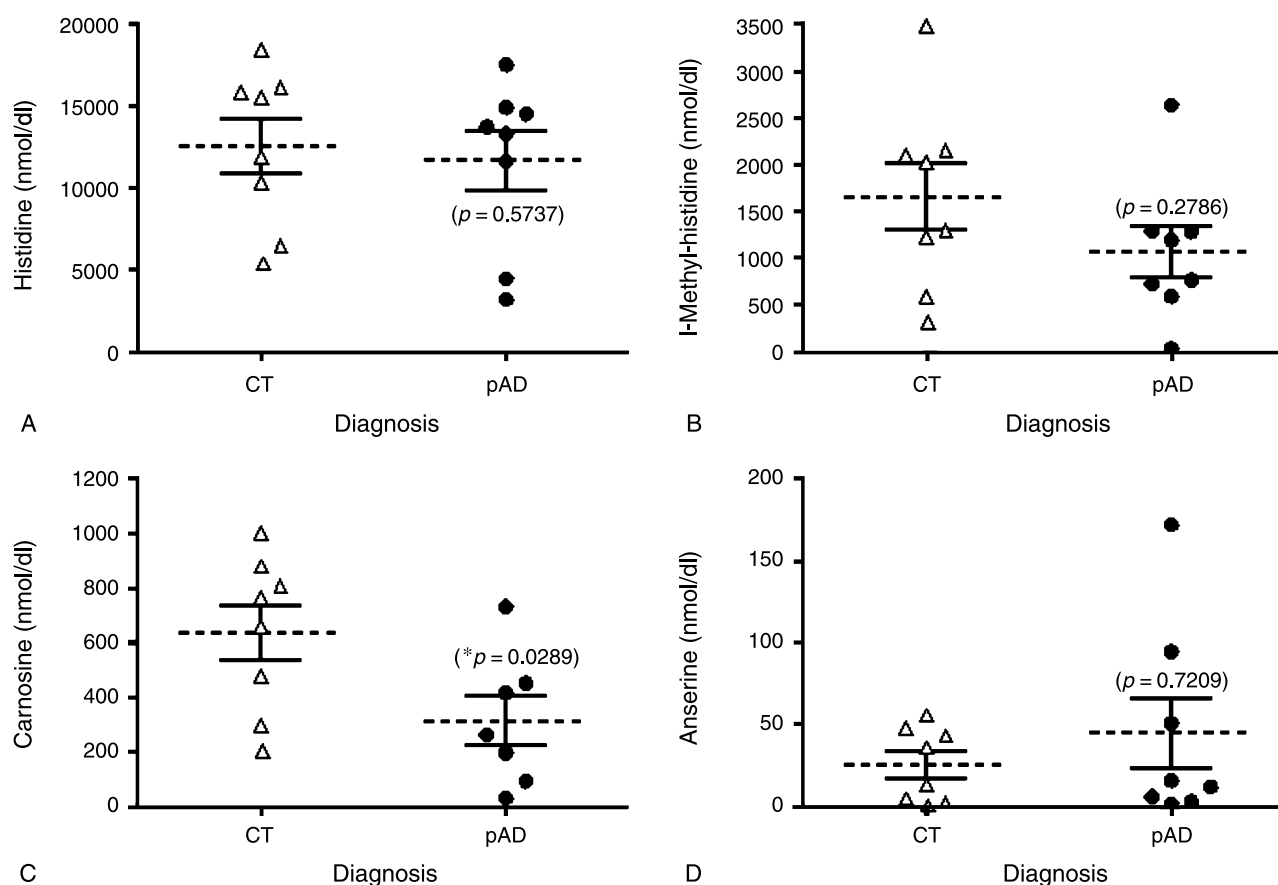 20000
15000
10000
5000
0
Histidine (nmol/dl)
(p = 0.5737)
CT
pAD
Diagnosis
A
3500
3000
2500
2000
1500
1000
500
0
I-Methyl-histidine (nmol/dl)
(p = 0.2786)
CT
pAD
Diagnosis
B
1200
1000
800
600
400
200
0
Carnosine (nmol/dl)
(*p = 0.0289)
CT
pAD
Diagnosis
C
200
150
100
50
0
Anserine (nmol/dl)
(p = 0.7209)
CT
pAD
Diagnosis
D